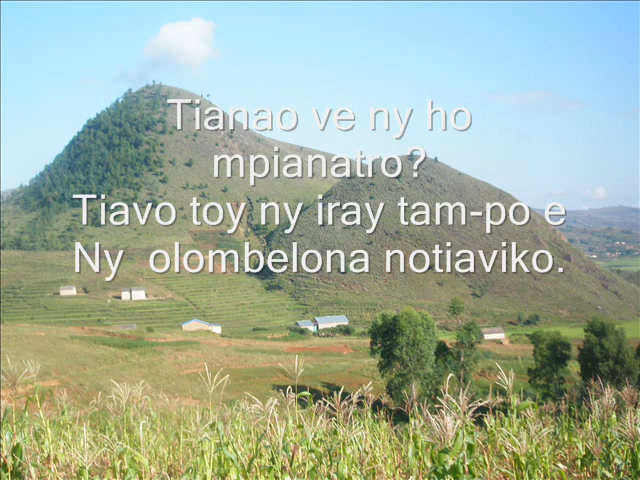 Tianao ve ny ho
mpianatro?
Tiavo toy ny iray tam-po e
Ny  olombelona notiaviko.